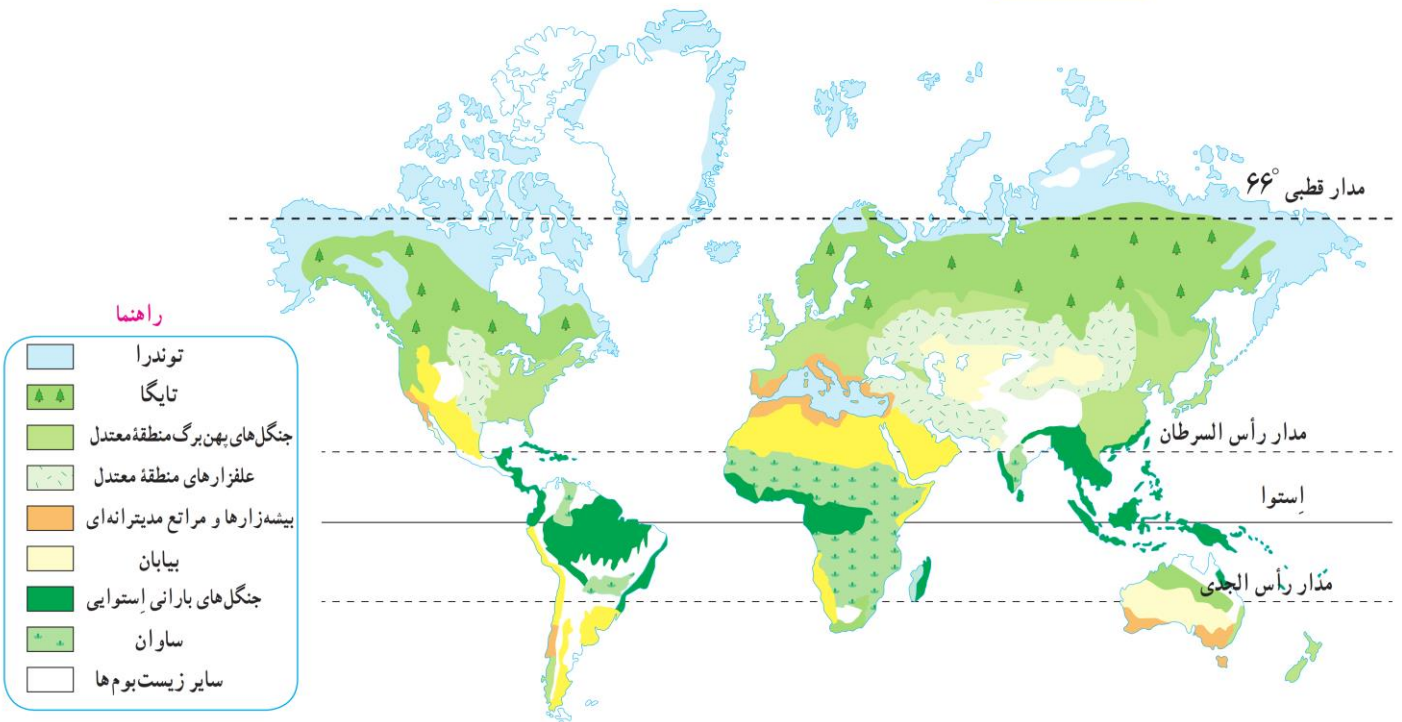 مدار قطبی ۶۶°
مدار رأس السرطان
اِستوا
مدار رأس الجدی
راهنما
توندرا
تایگا
جنگل‌های پهن‌برگ منطقهٔ معتدل
علفزارهای منطقهٔ معتدل
بیشه‌زارها و مراتع مدیترانه‌ای
بیابان
جنگل‌های بارانی اِستوایی
ساوان
سایر زیست‌بوم‌ها